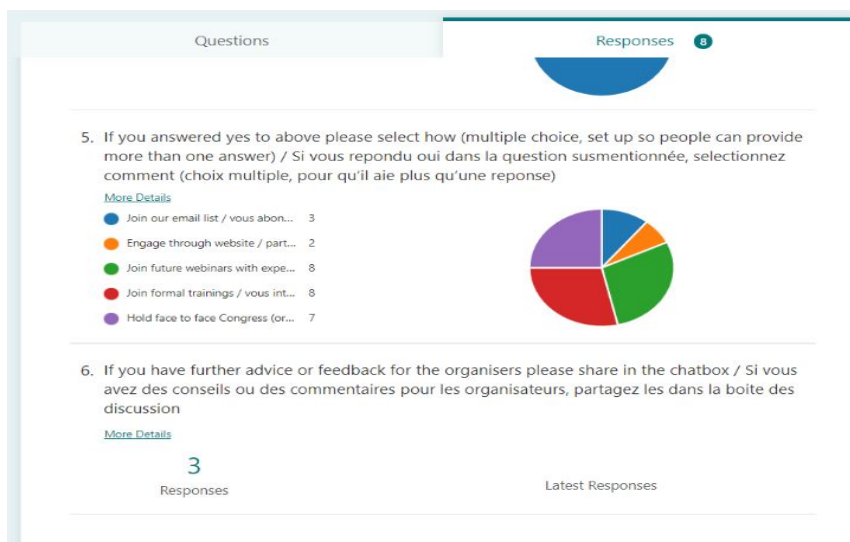 Questions
Responses 8
5. If you answered yes to above please select how (multiple choice, set up so people can provide
more than one answer) / Si vous repondu oui dans la question susmentionnée, selectionnez
comment (choix multiple, pour qu'il aie plus qu'une reponse)
More Details
Join our email list / vous abon... 3
Engage through website / part... 2
Join future webinars with expe... 8
Join formal trainings / vous int... 8
Hold face to face Congress (or... 7
6. If you have further advice or feedback for the organisers please share in the chatbox / Si vous
avez des conseils ou des commentaires pour les organisateurs, partagez les dans la boite des
discussion
More Details
3
Responses
Latest Responses